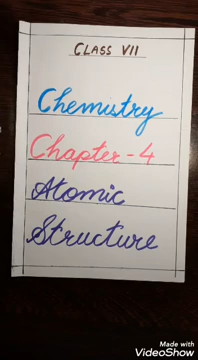 CLASS VII
Chemistry
Chapter-4
Atomic
Structure
Made with
VideoShow